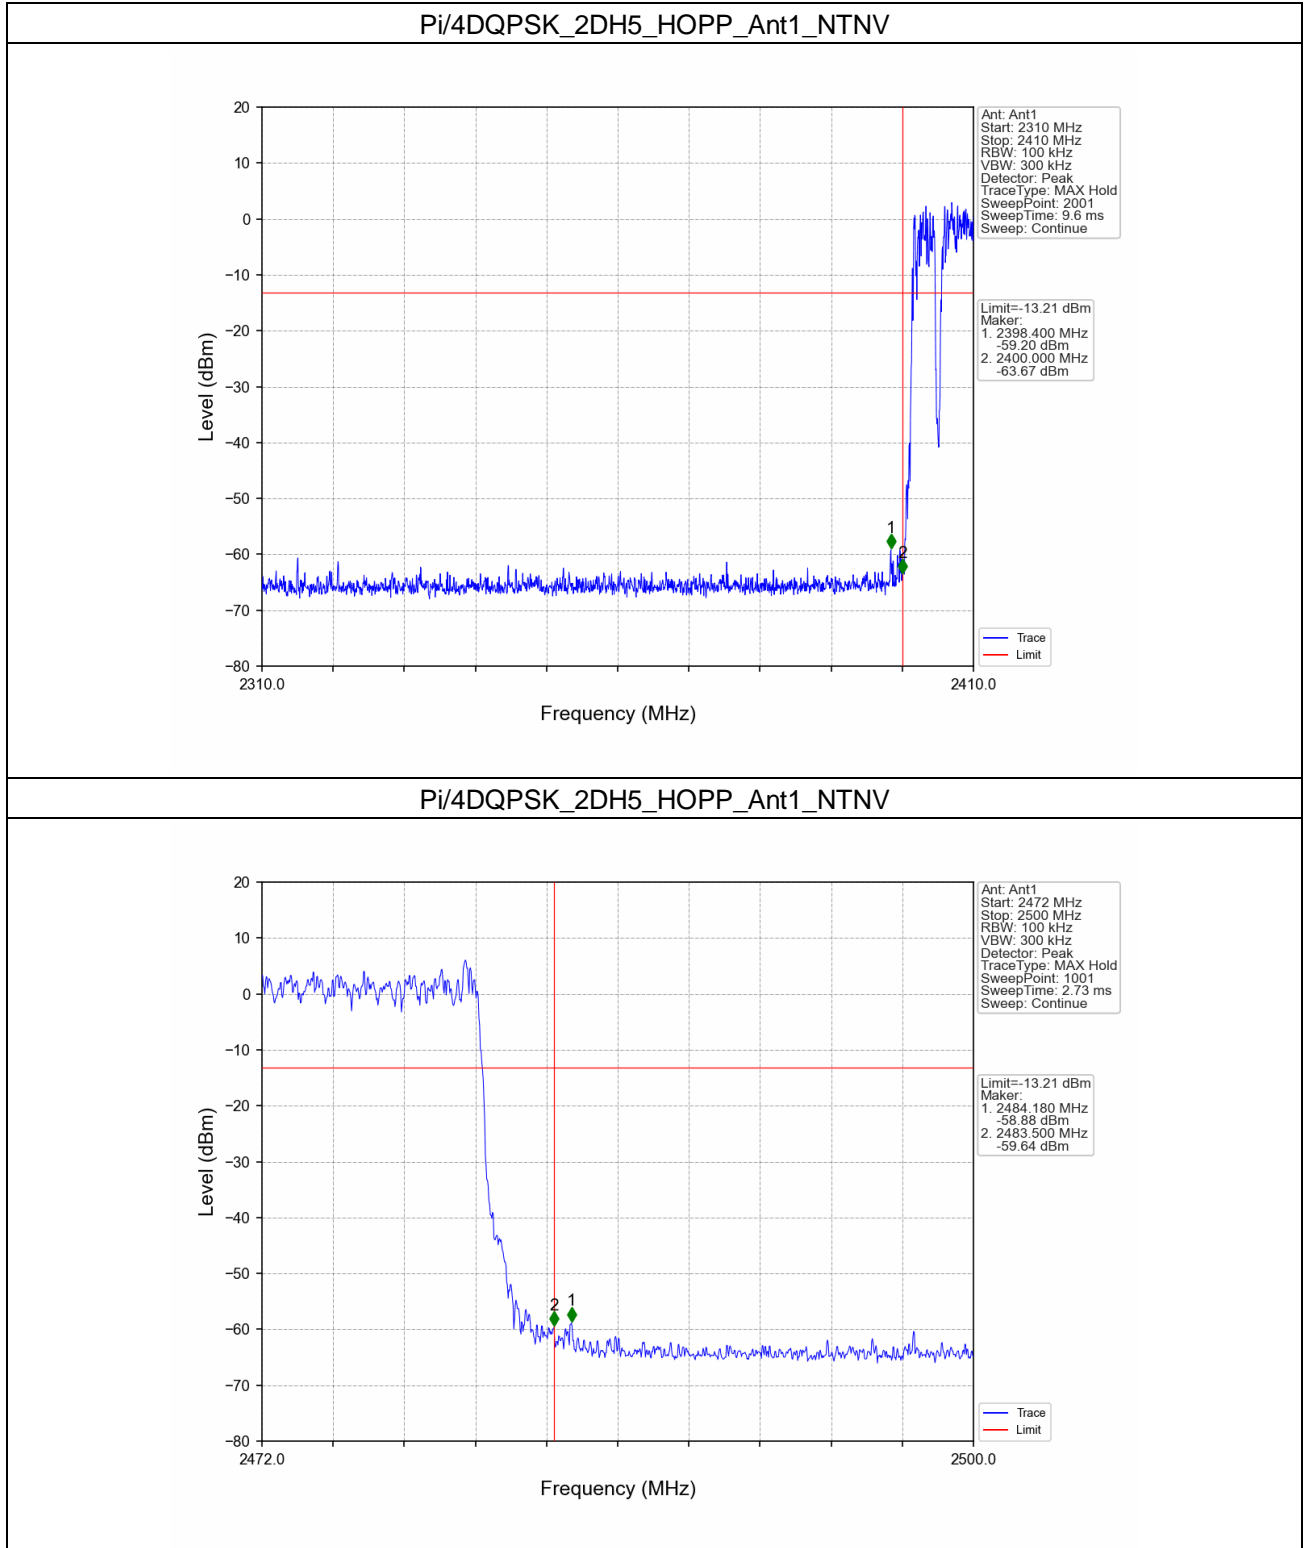 Pi/4DQPSK_2DH5_HOPP_Ant1_NTNV
20
10
0
−10
−20
−30
−40
−50
−60
−70
−80
Level (dBm)
2310.0
2410.0
Frequency (MHz)
1
2
Ant: Ant1
Start: 2310 MHz
Stop: 2410 MHz
RBW: 100 kHz
VBW: 300 kHz
Detector: Peak
TraceType: MAX Hold
SweepPoint: 2001
SweepTime: 9.6 ms
Sweep: Continue
Limit=-13.21 dBm
Maker:
1. 2398.400 MHz
-59.20 dBm
2. 2400.000 MHz
-63.67 dBm
Trace
Limit
Pi/4DQPSK_2DH5_HOPP_Ant1_NTNV
20
10
0
−10
−20
−30
−40
−50
−60
−70
−80
Level (dBm)
2472.0
2500.0
Frequency (MHz)
2
1
Ant: Ant1
Start: 2472 MHz
Stop: 2500 MHz
RBW: 100 kHz
VBW: 300 kHz
Detector: Peak
TraceType: MAX Hold
SweepPoint: 1001
SweepTime: 2.73 ms
Sweep: Continue
Limit=-13.21 dBm
Maker:
1. 2484.180 MHz
-58.88 dBm
2. 2483.500 MHz
-59.64 dBm
Trace
Limit